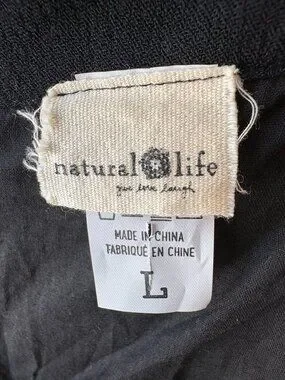 natural life
give love laugh
MADE IN CHINA
FABRIQUÉ EN CHINE
L